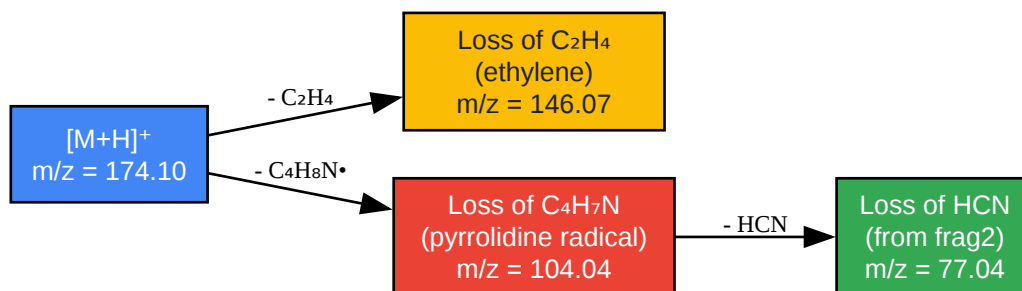 [M+H]⁺
m/z = 174.10
- C₂H₄
Loss of C₂H₄
(ethylene)
m/z = 146.07
- C₄H₈N•
Loss of C₄H₇N
(pyrrolidine radical)
m/z = 104.04
- HCN
Loss of HCN
(from frag2)
m/z = 77.04